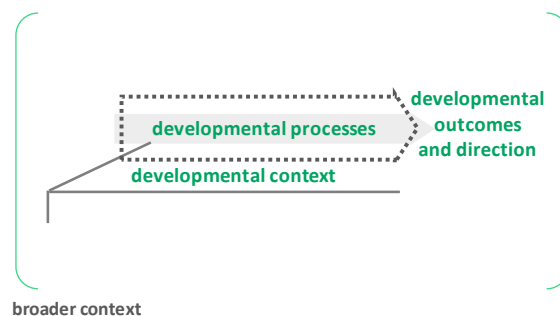 developmental processes
developmental
outcomes
and direction
developmental context
broader context